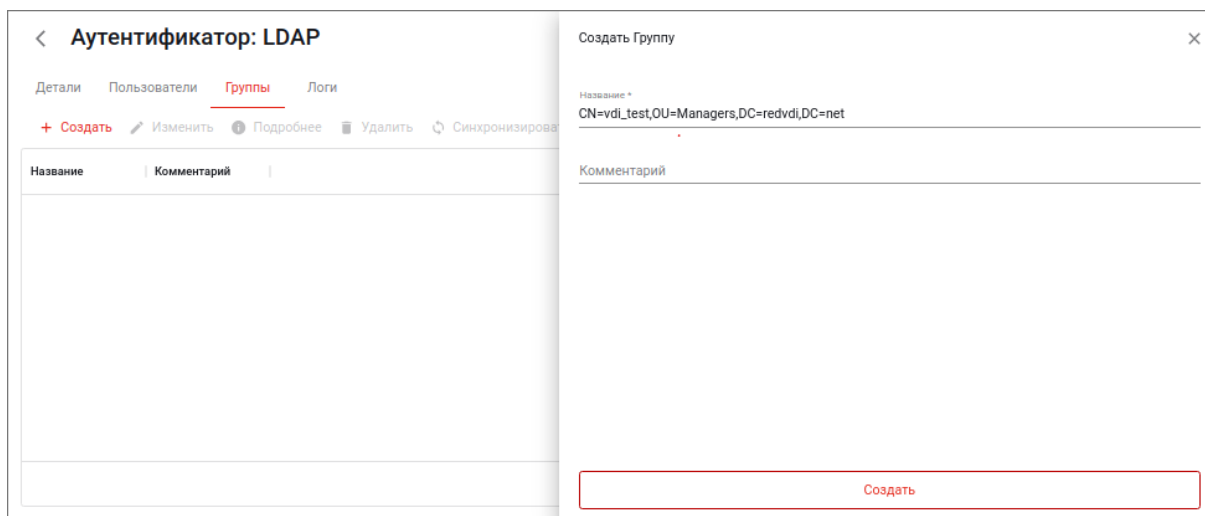 Аутентификатор: LDAP
Детали Пользователи Группы Логи
+ Создать Изменить Подробнее Удалить Синхронизирова
Название Комментарий
Создать Группу
Название *
CN=vdi_test,OU=Managers,DC=redvdi,DC=net
Комментарий
Создать